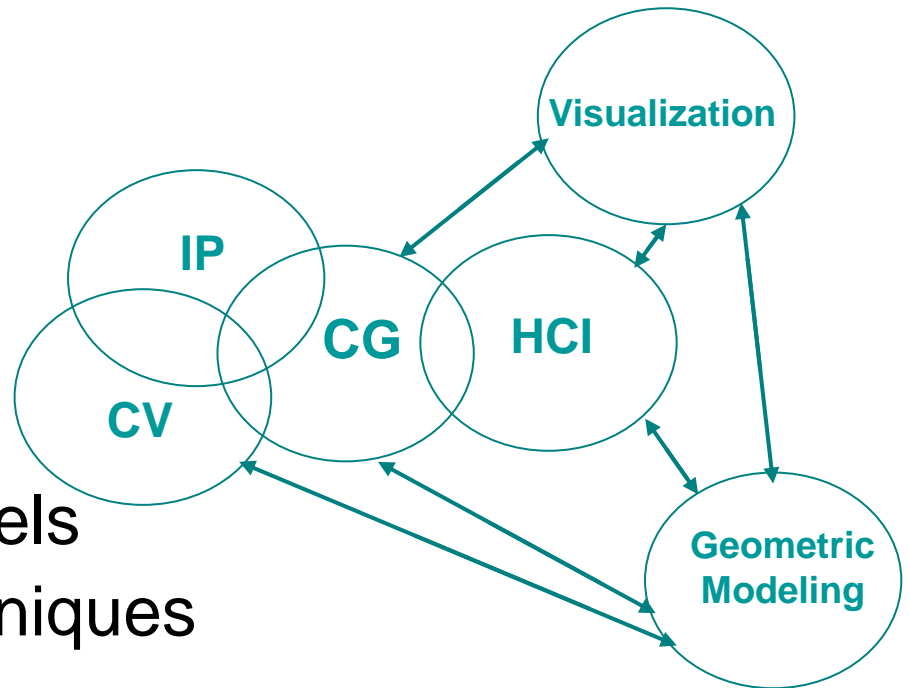 Visualization
IP
CG
HCI
CV
els
niques
Geometric
Modeling